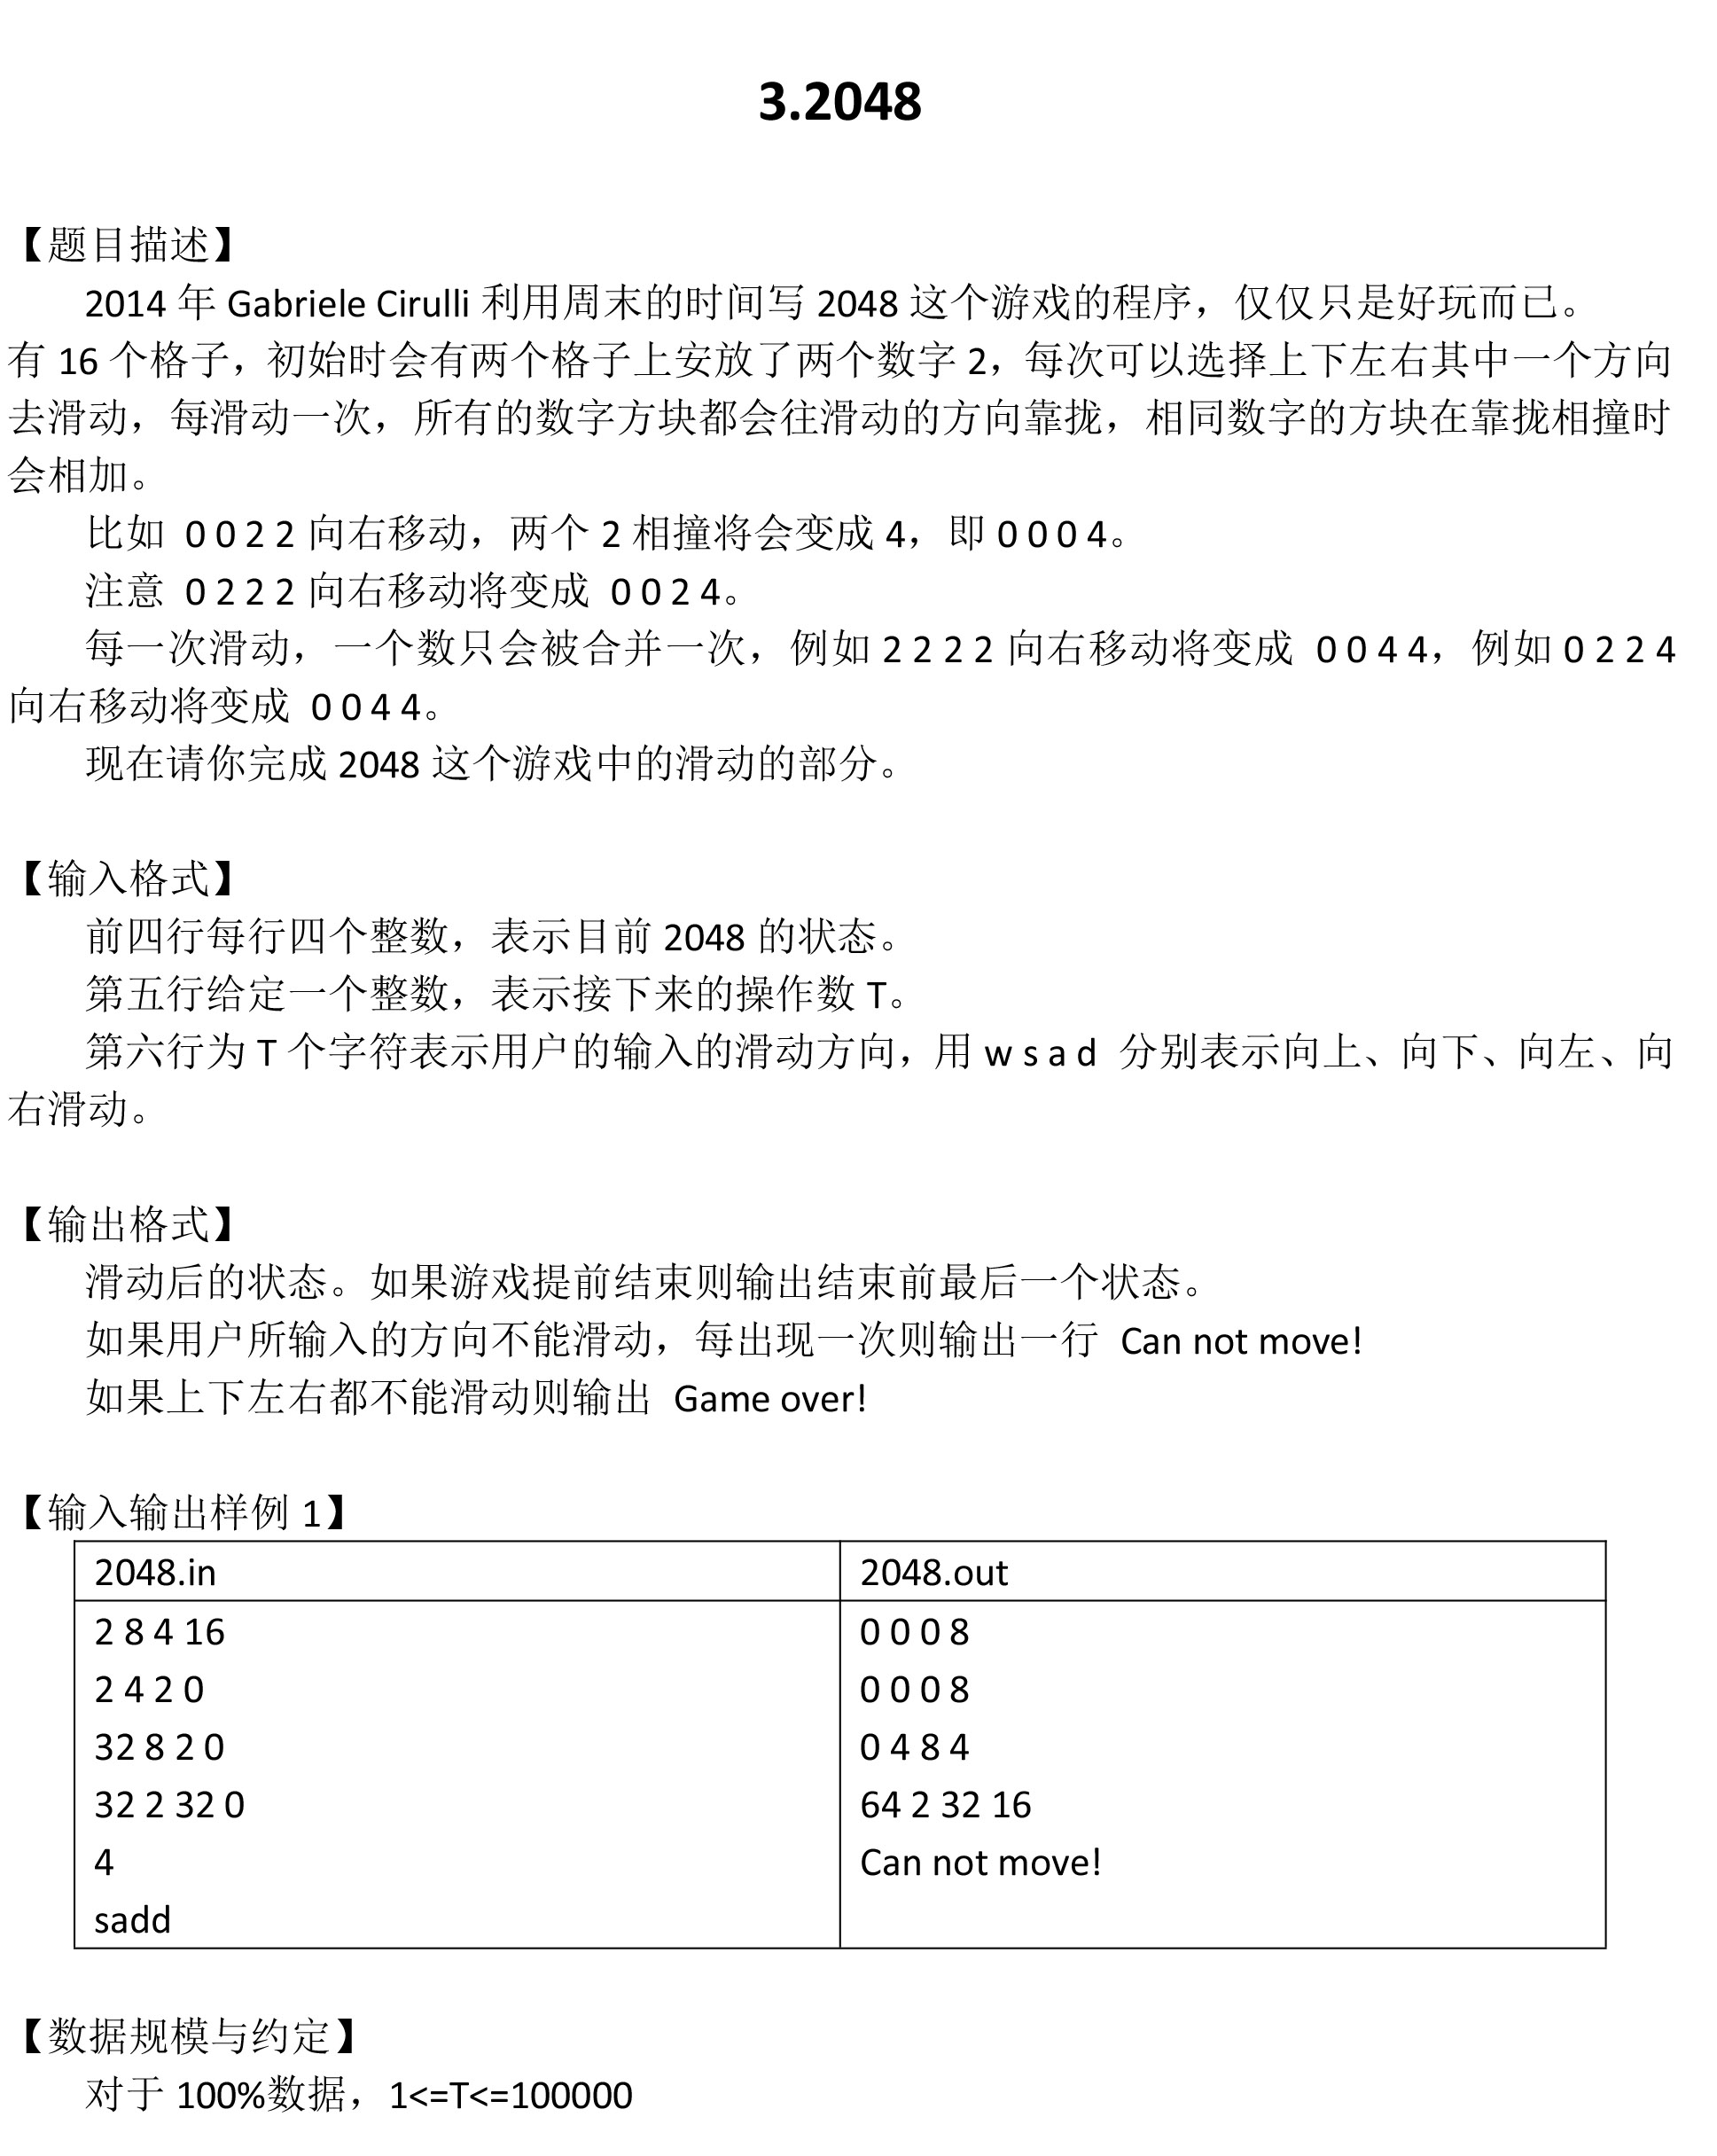 3.2048
【题目描述】
2014 年 Gabriele Cirulli 利用周末的时间写 2048 这个游戏的程序，仅仅只是好玩而已。
有 16 个格子，初始时会有两个格子上安放了两个数字 2，每次可以选择上下左右其中一个方向
去滑动，每滑动一次，所有的数字方块都会往滑动的方向靠拢，相同数字的方块在靠拢相撞时
会相加。
比如 0 0 2 2 向右移动，两个 2 相撞将会变成 4，即 0 0 0 4。
注意 0 2 2 2 向右移动将变成 0 0 2 4。
每一次滑动，一个数只会被合并一次，例如 2 2 2 2 向右移动将变成 0 0 4 4，例如 0 2 2 4
向右移动将变成 0 0 4 4。
现在请你完成 2048 这个游戏中的滑动的部分。
【输入格式】
前四行每行四个整数，表示目前 2048 的状态。
第五行给定一个整数，表示接下来的操作数 T。
第六行为 T 个字符表示用户的输入的滑动方向，用 w s a d 分别表示向上、向下、向左、向
右滑动。
【输出格式】
滑动后的状态。如果游戏提前结束则输出结束前最后一个状态。
如果用户所输入的方向不能滑动，每出现一次则输出一行 Can not move!
如果上下左右都不能滑动则输出 Game over!
【输入输出样例 1】
2048.in 2048.out
2 8 4 16 0 0 0 8
2 4 2 0 0 0 0 8
32 8 2 0 0 4 8 4
32 2 32 0 64 2 32 16
4 Can not move!
sadd
【数据规模与约定】
对于 100%数据，1<=T<=100000